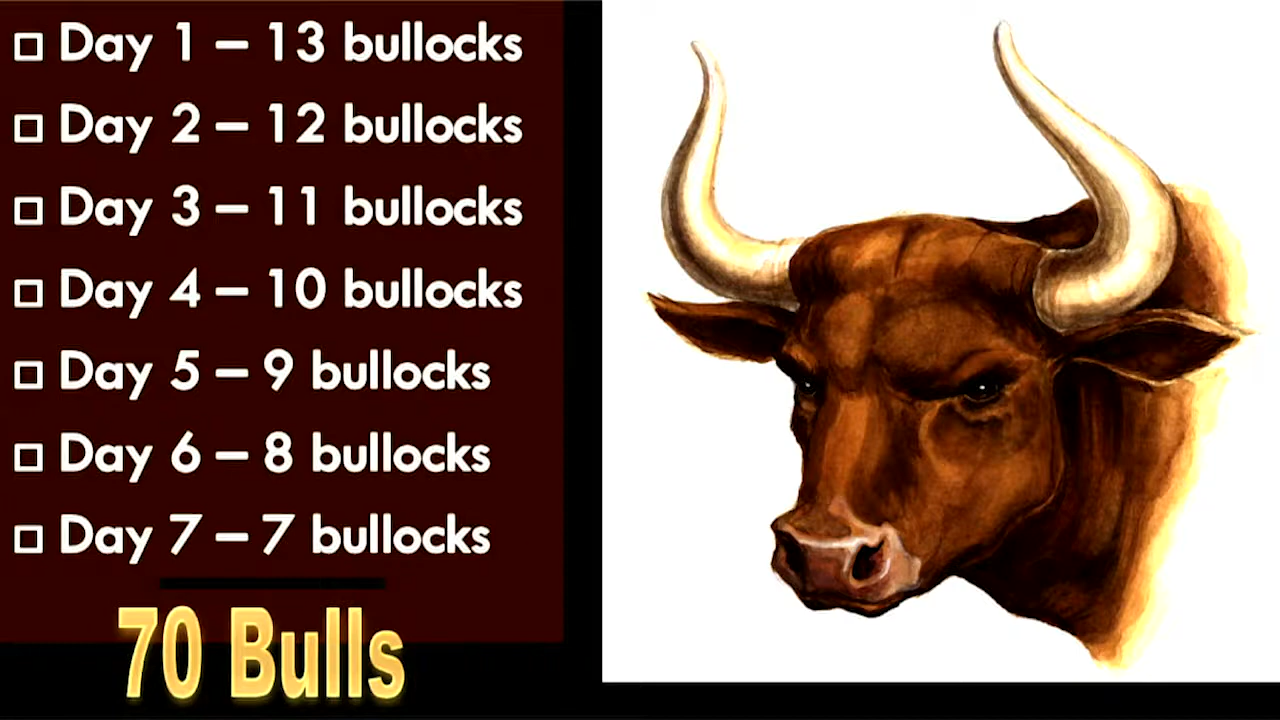 □ Day 1 – 13 bullocks
□ Day 2 – 12 bullocks
□ Day 3 – 11 bullocks
□ Day 4 – 10 bullocks
□ Day 5 – 9 bullocks
□ Day 6 – 8 bullocks
□ Day 7 – 7 bullocks
70 Bulls